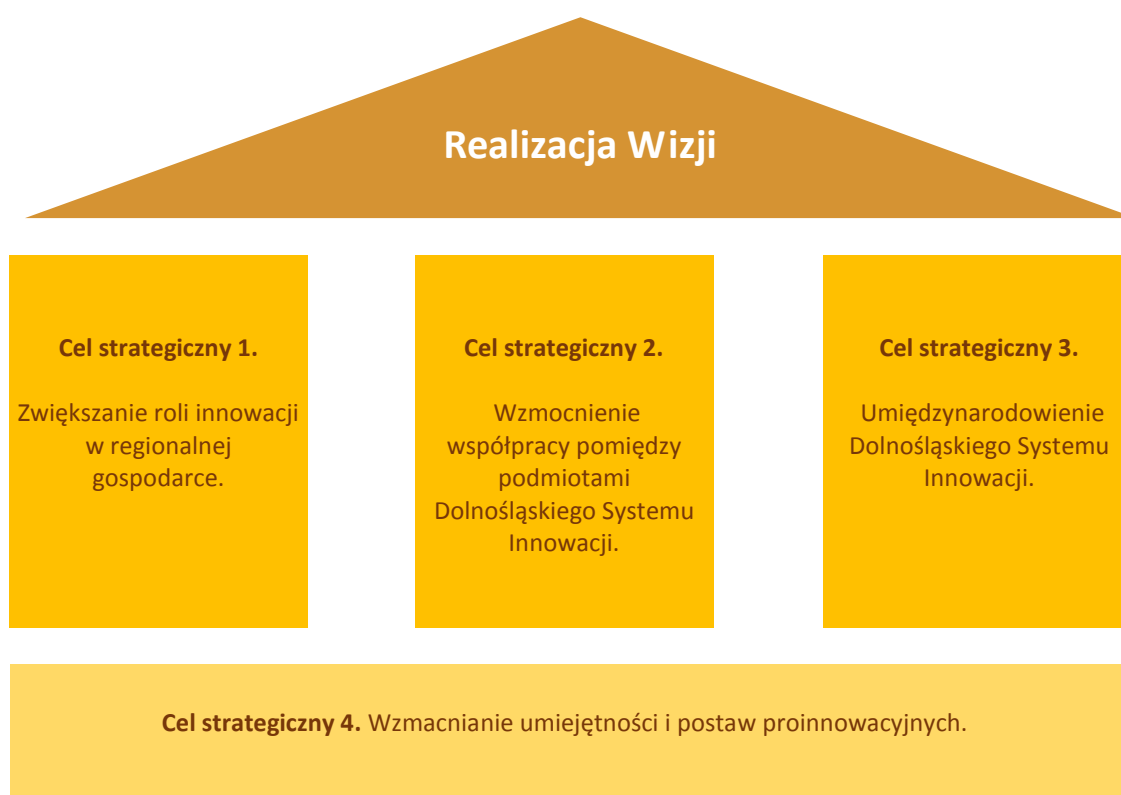 Realizacja Wizji
Cel strategiczny 1.
Zwiększanie roli innowacji
w regionalnej
gospodarce.
Cel strategiczny 2.
Wzmocnienie
współpracy pomiędzy
podmiotami
Dolnośląskiego Systemu
Innowacji.
Cel strategiczny 3.
Umiędzynarodowienie
Dolnośląskiego Systemu
Innowacji.
Cel strategiczny 4. Wzmacnianie umiejętności i postaw proinnowacyjnych.